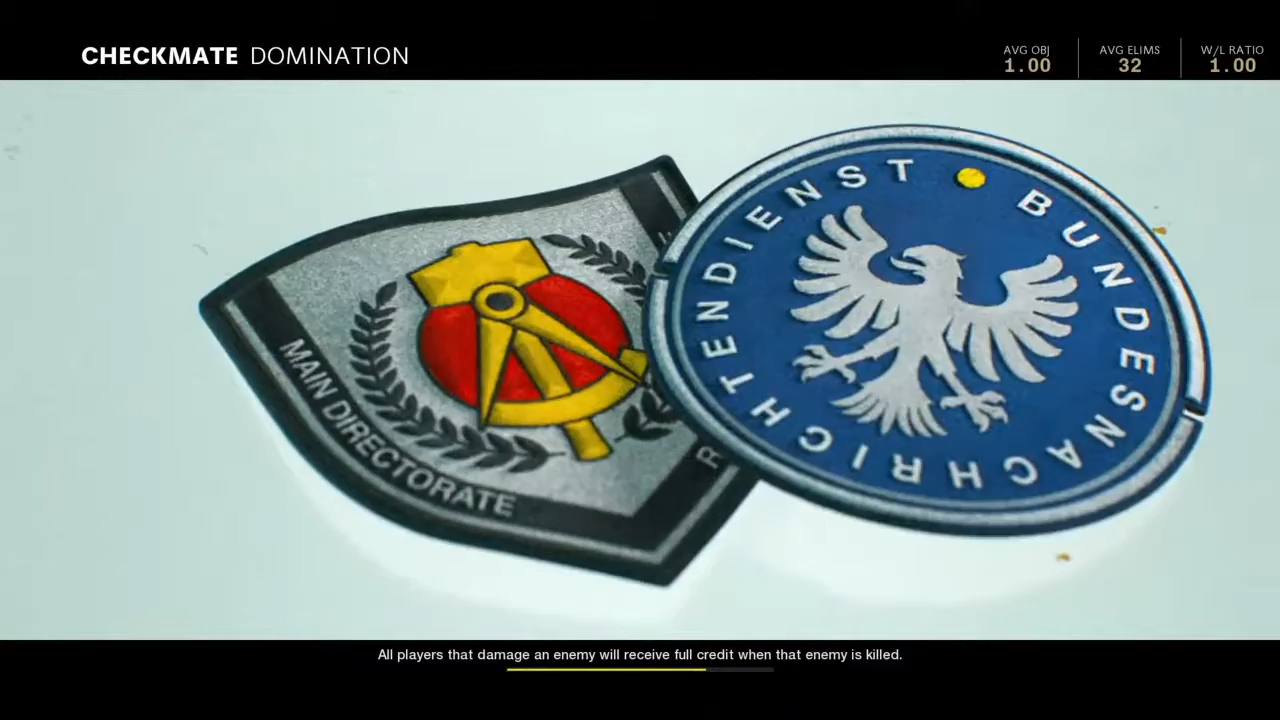 CHECKMATE DOMINATION
AVG OBJ
1.00
AVG ELIMS
32
W/L RATIO
1.00
MAIN DIRECTORATE
R
BUNDESNACHRICHTENDIENST
All players that damage an enemy will receive full credit when that enemy is killed.